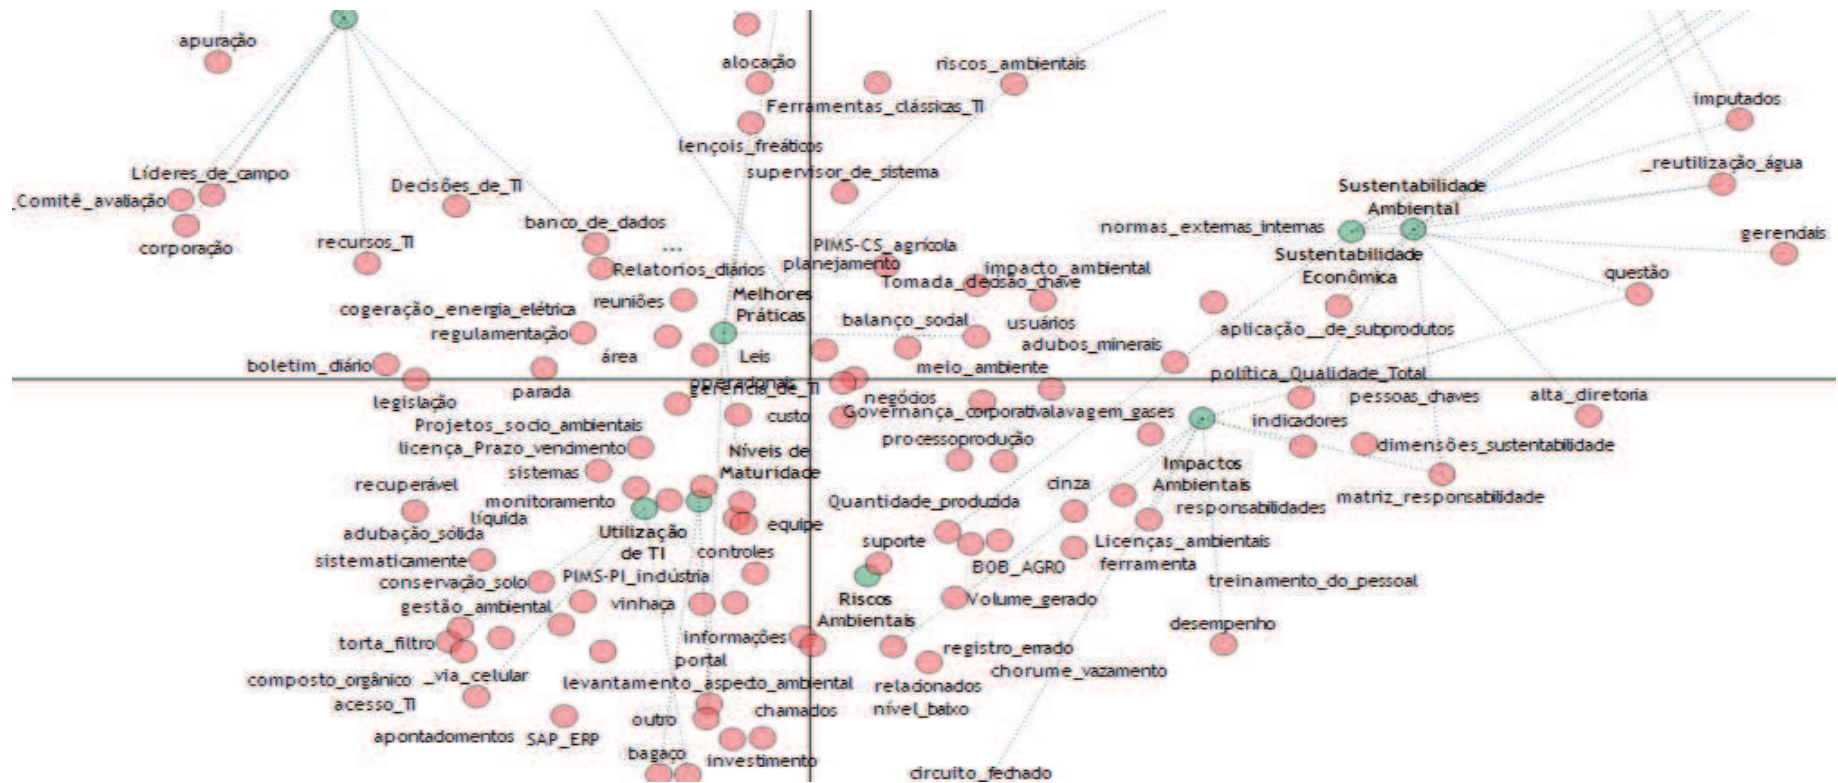 apuração
alocação
riscos_ambientais
Ferramentas_clássicas_TI
imputados
lençois_freáticos
Líderes_de_campo
_Comitê_avaliação
corporação
Decisões_de_TI
recursos_TI
banco_de_dados
...
supervisor_de_sistema
_reutilização_água
Sustentabilidade
Ambiental
normas_externas_internas
Sustentabilidade
Econômica
gerendais
questão
PIMS-CS_agrícola
planejamento
impacto_ambiental
Tomada_decisão_chave
Relatorios_diários
reuniões
Melhores
Práticas
cogeração_energia_elétrica
regulamentação
balanço_social
usuários
aplicação__de_subprodutos
adubos_minerais
área
Leis
boletim_diário
meio_ambiente
política_Qualidade_Total
parada
operadonais
gerência_de_TI
legislação
negócios
pessoas_chaves
alta_diretoria
custo
Governança_corporativalavagem_gases
indicadores
Projetos_socio_ambientais
licença_Prazo_vencimento
processoprodução
dimensões_sustentabilidade
Níveis de
Maturidade
sistemas
Impactos
Ambientais
recuperável
monitoramento
cinza
matriz_responsabilidade
Quantidade_produzida
responsabilidades
líquida
adubação_sólida
Utilização
de TI
equipe
suporte
controles
Licenças_ambientais
sistematicamente
BOB_AGRO
ferramenta
conservação_solo
PIMS-PI_indústria
treinamento_do_pessoal
gestão_ambiental
vinhaça
Riscos
Ambientais
Volume_gerado
desempenho
torta_filtro
informações
registro_errado
portal
chorume_vazamento
composto_orgânico
_via_celular
levantamento_aspecto_ambiental
relacionados
acesso_TI
outro
chamados
nível_baixo
apontadomentos
SAP_ERP
bagaço
investimento
circuito_fechado